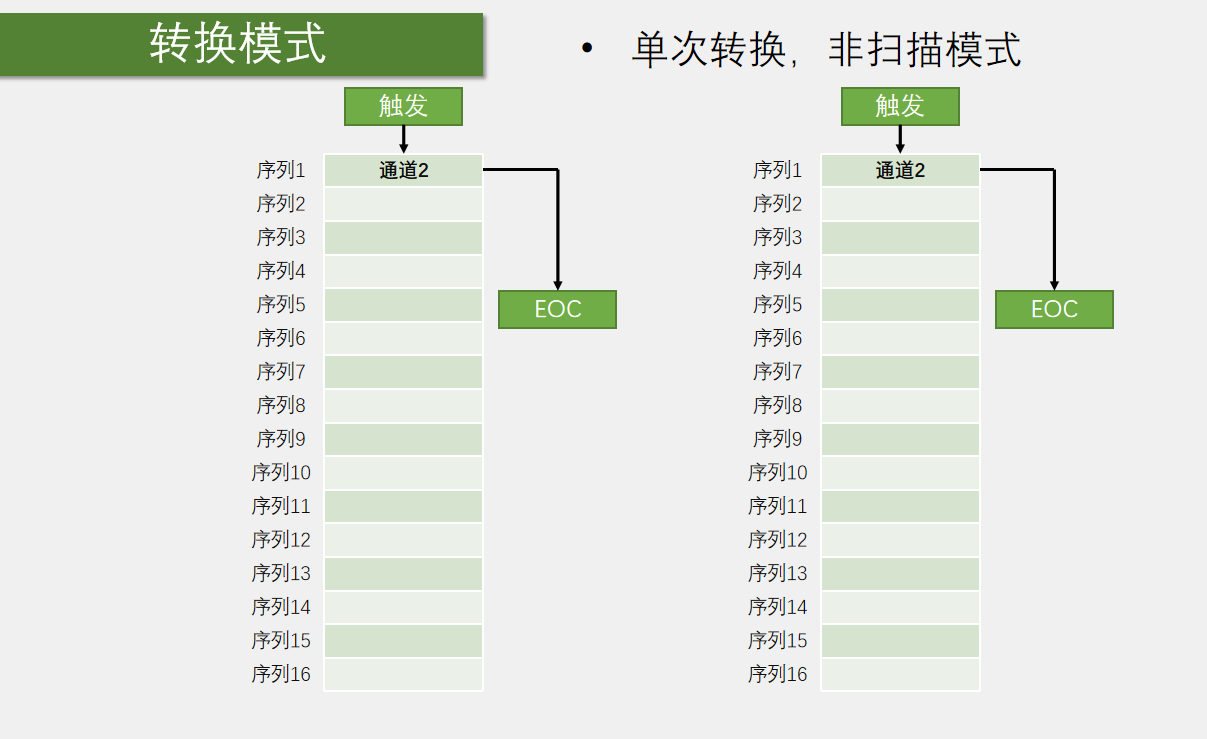 转换模式
• 单次转换，非扫描模式
触发
触发
序列1 通道2
序列2
序列3
序列4
序列5
序列6
序列7
序列8
序列9
序列10
序列11
序列12
序列13
序列14
序列15
序列16
EOC
序列1 通道2
序列2
序列3
序列4
序列5
序列6
序列7
序列8
序列9
序列10
序列11
序列12
序列13
序列14
序列15
序列16
EOC